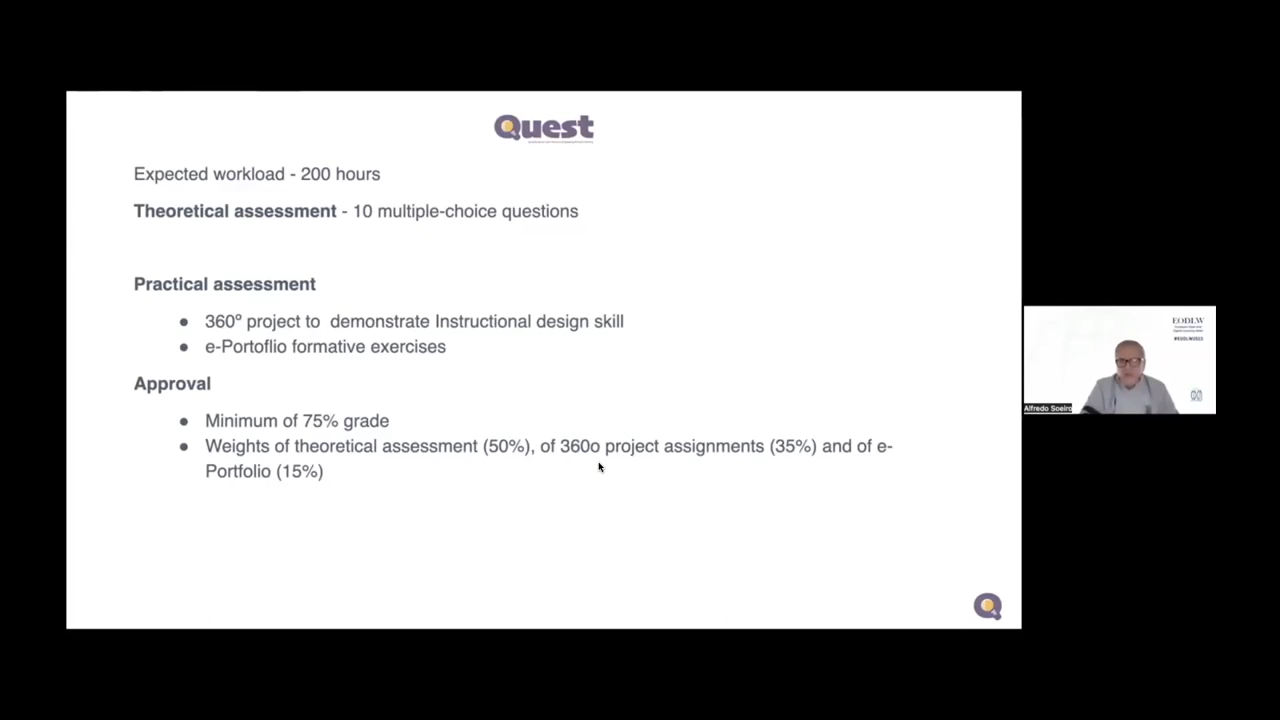 Quest
Expected workload - 200 hours
Theoretical assessment - 10 multiple-choice questions
Practical assessment
● 360º project to demonstrate Instructional design skill
● e-Portoflio formative exercises
Approval
● Minimum of 75% grade
● Weights of theoretical assessment (50%), of 360o project assignments (35%) and of e-
Portfolio (15%)
EODLW
Alfredo Soeiro
Q